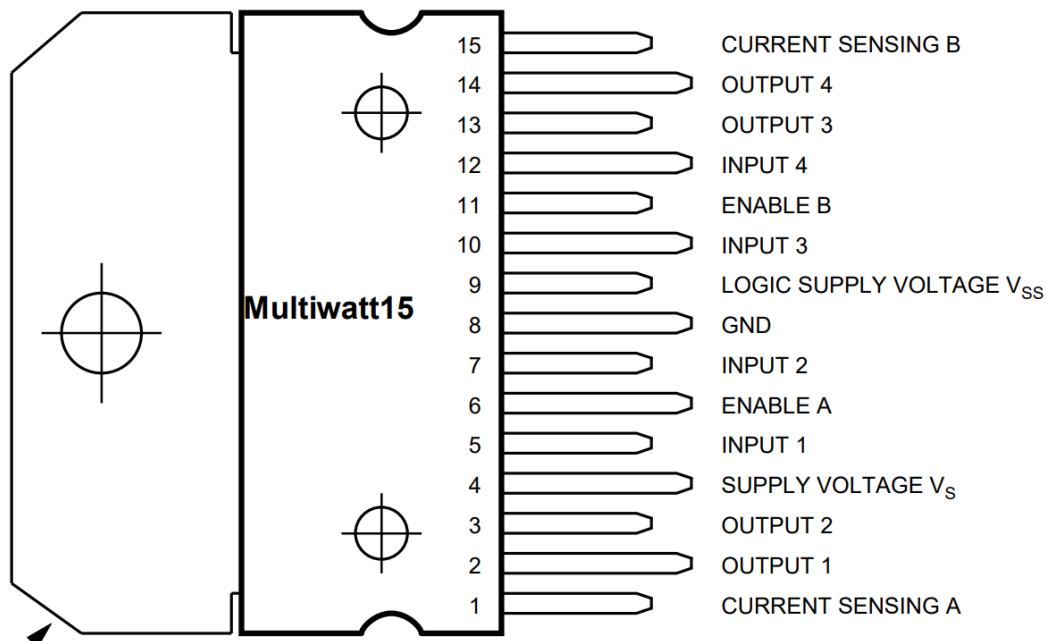 15 CURRENT SENSING B
14 OUTPUT 4
13 OUTPUT 3
12 INPUT 4
11 ENABLE B
10 INPUT 3
9 LOGIC SUPPLY VOLTAGE VSS
Multiwatt15
8 GND
7 INPUT 2
6 ENABLE A
5 INPUT 1
4 SUPPLY VOLTAGE VS
3 OUTPUT 2
2 OUTPUT 1
1 CURRENT SENSING A